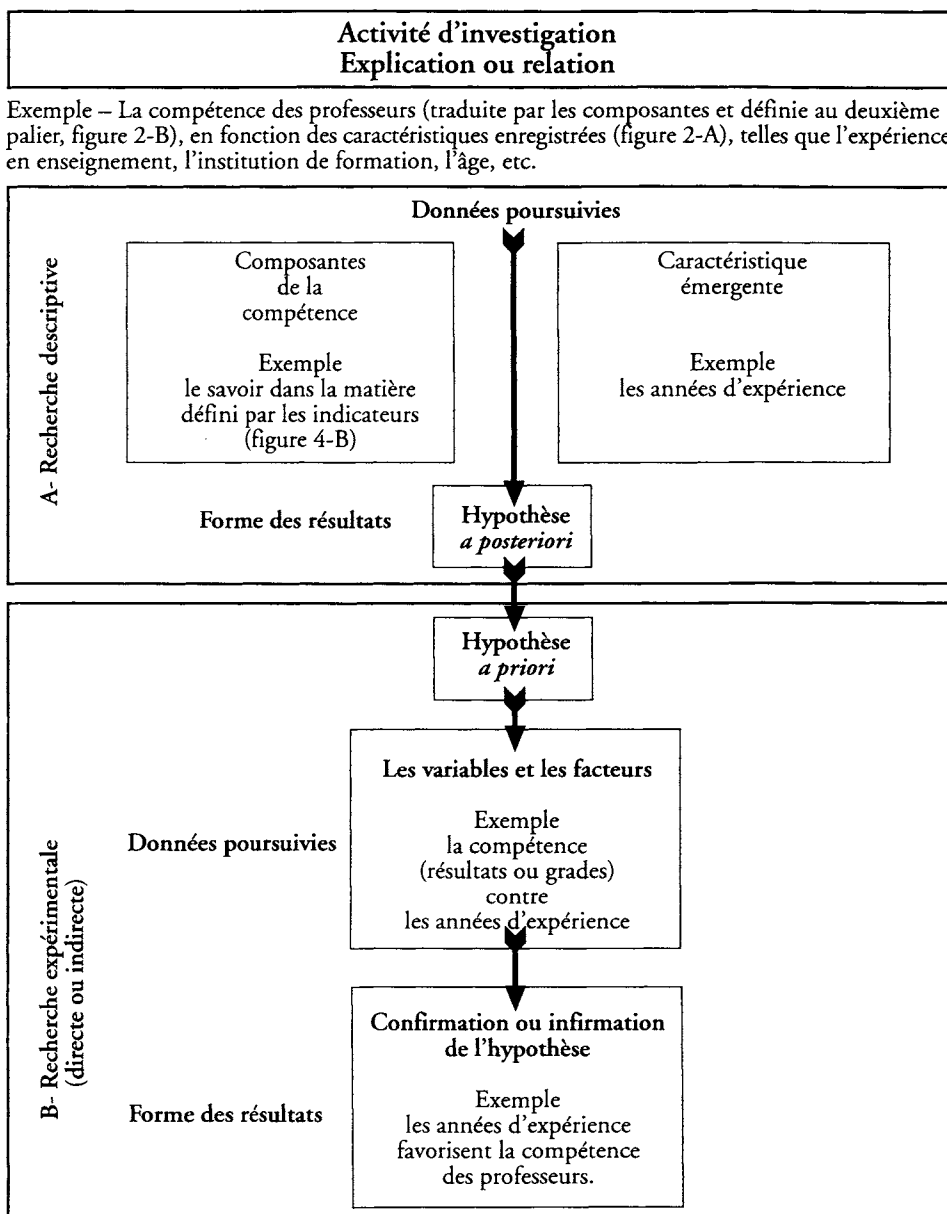 Activité d'investigation
Explication ou relation
Exemple – La compétence des professeurs (traduite par les composantes et définie au deuxième
palier, figure 2-B), en fonction des caractéristiques enregistrées (figure 2-A), telles que l'expérience
en enseignement, l'institution de formation, l'âge, etc.
A- Recherche descriptive
Données poursuivies
Composantes
de la
compétence
Exemple
le savoir dans la matière
défini par les indicateurs
(figure 4-B)
Caractéristique
émergente
Exemple
les années d'expérience
Forme des résultats
Hypothèse
a posteriori
B- Recherche expérimentale
(directe ou indirecte)
Hypothèse
a priori
Données poursuivies
Les variables et les facteurs
Exemple
la compétence
(résultats ou grades)
contre
les années d'expérience
Forme des résultats
Confirmation ou infirmation
de l'hypothèse
Exemple
les années d'expérience
favorisent la compétence
des professeurs.